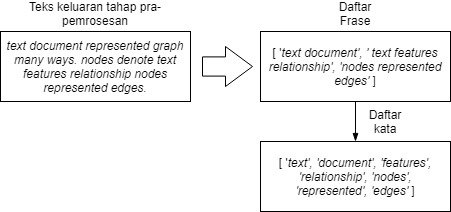 Teks keluaran tahap pra-
pemrosesan
text document represented graph
many ways. nodes denote text
features relationship nodes
represented edges.
Daftar
Frase
[ 'text document', ' text features
relationship', 'nodes represented
edges' ]
Daftar
kata
[ 'text', 'document', 'features',
'relationship', 'nodes',
'represented', 'edges' ]